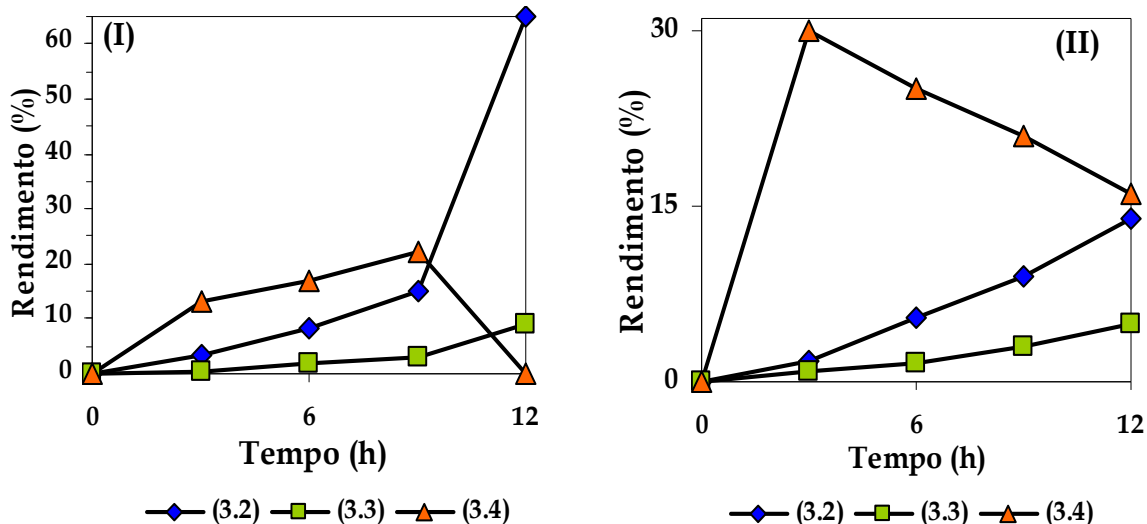 (I)
60
50
40
30
20
10
0
Rendimento (%)
0 6 12
Tempo (h)
(3.2) (3.3) (3.4)
(II)
30
15
0
Rendimento (%)
0 6 12
Tempo (h)
(3.2) (3.3) (3.4)